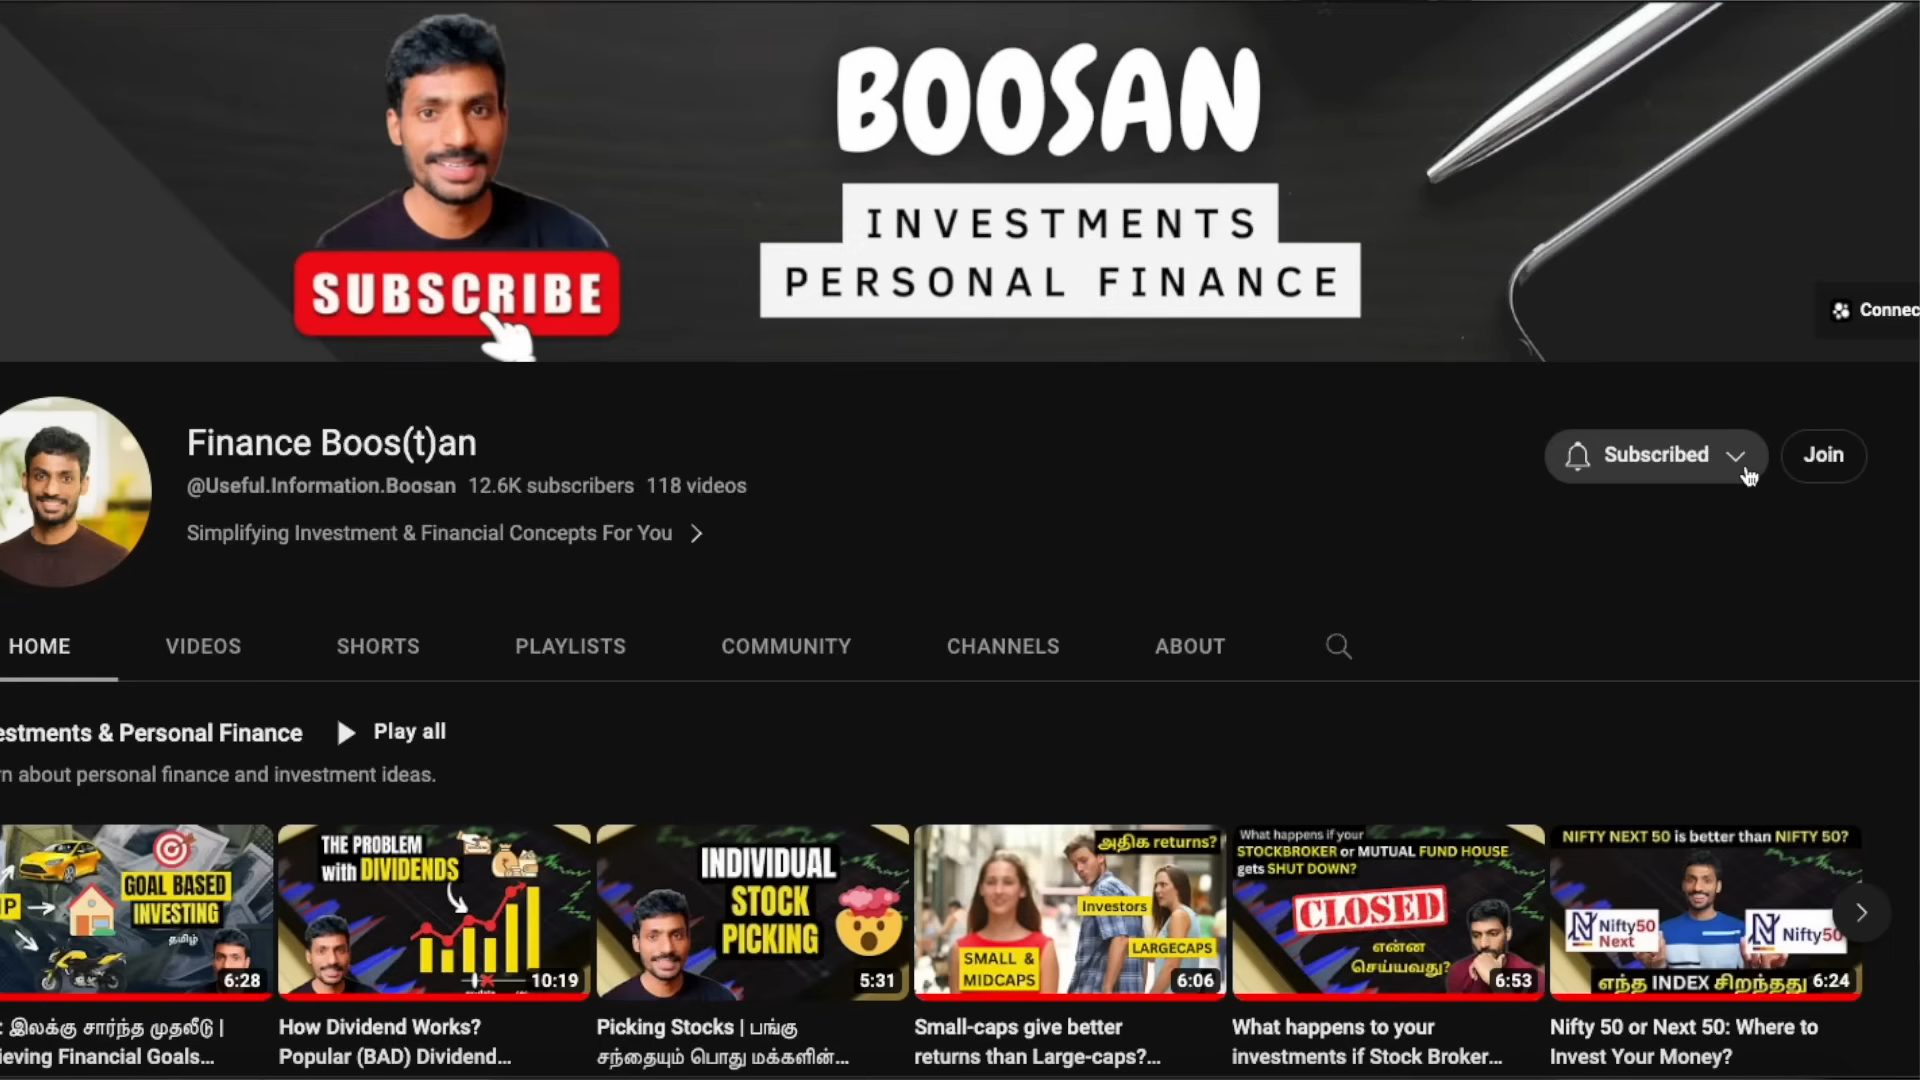 BOOSAN
INVESTMENTS
PERSONAL FINANCE
SUBSCRIBE
Connec
Finance Boos(t)an
@Useful.Information.Boosan 12.6K subscribers 118 videos
Simplifying Investment & Financial Concepts For You
Subscribed
Join
HOME VIDEOS SHORTS PLAYLISTS COMMUNITY CHANNELS ABOUT
estments & Personal Finance Play all
n about personal finance and investment ideas.
IP
GOAL BASED
INVESTING
தமிழ்
6:28
THE PROBLEM
with DIVIDENDS
10:19
INDIVIDUAL
STOCK
PICKING
5:31
அதிக returns?
Investors
LARGECAPS
SMALL &
MIDCAPS
6:06
What happens if your
STOCKBROKER or MUTUAL FUND HOUSE
gets SHUT DOWN?
CLOSED
என்ன
செய்யவது?
6:53
NIFTY NEXT 50 is better than NIFTY 50?
Nifty50
Next
Nifty50
எந்த INDEX சிறந்தது
6:24
: இலக்கு சார்ந்த முதலீடு |
ieving Financial Goals...
How Dividend Works?
Popular (BAD) Dividend...
Picking Stocks | பங்கு
சந்தையும் பொது மக்களின்...
Small-caps give better
returns than Large-caps?...
What happens to your
investments if Stock Broker...
Nifty 50 or Next 50: Where to
Invest Your Money?